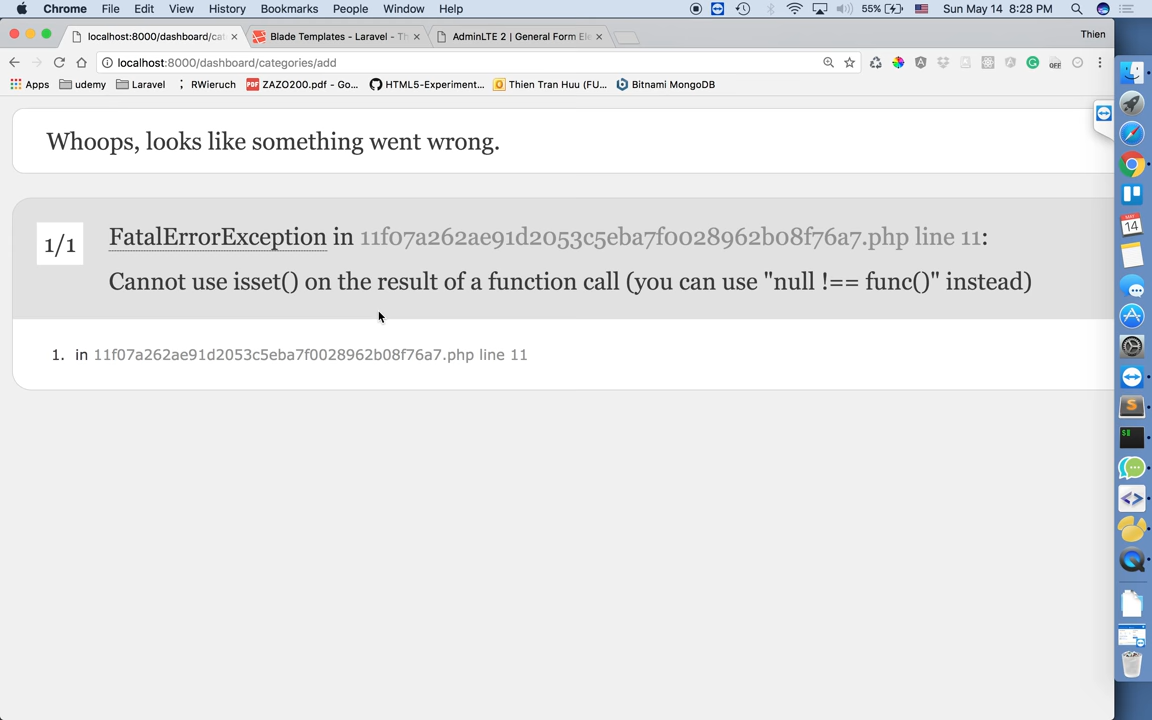 Chrome File Edit View History Bookmarks People Window Help 55% Sun May 14 8:28 PM
localhost:8000/dashboard/cat Blade Templates - Laravel - Th AdminLTE 2 | General Form Ele Thien
localhost:8000/dashboard/categories/add
Apps udemy Laravel RWieruch ZAZO200.pdf - Go... HTML5-Experiment... Thien Tran Huu (FU... Bitnami MongoDB
Whoops, looks like something went wrong.
1/1
FatalErrorException in 11f07a262ae91d2053c5eba7f0028962b08f76a7.php line 11:
Cannot use isset() on the result of a function call (you can use "null !== func()" instead)
1. in 11f07a262ae91d2053c5eba7f0028962b08f76a7.php line 11